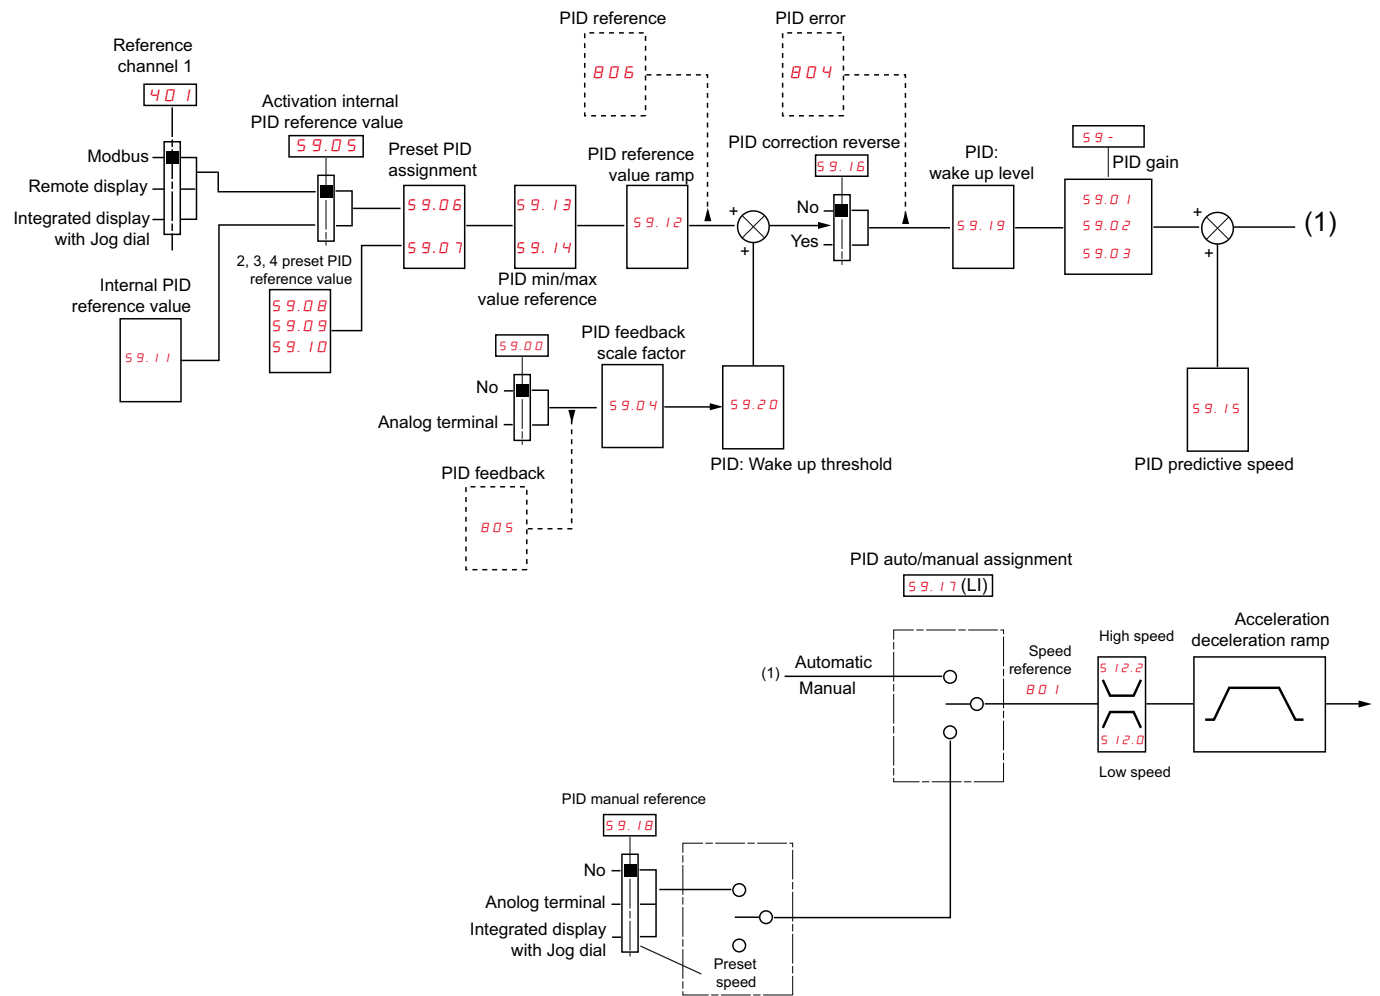 PID reference
806
PID error
804
Reference
channel 1
401
Activation internal
PID reference value
59.05
Modbus
Remote display
Integrated display
with Jog dial
Preset PID
assignment
59.06
59.07
59.13
59.14
PID min/max
value reference
PID reference
value ramp
59.12
+
+
PID correction reverse
59.16
No
Yes
PID:
wake up level
59.19
59-
PID gain
59.01
59.02
59.03
+
+
(1)
Internal PID
reference value
59.11
2, 3, 4 preset PID
reference value
59.08
59.09
59.10
59.00
No
Analog terminal
PID feedback
scale factor
59.04
59.20
PID: Wake up threshold
PID feedback
805
59.15
PID predictive speed
PID auto/manual assignment
59.17 (LI)
(1)
Automatic
Manual
Speed
reference
801
High speed
512.2
512.0
Low speed
Acceleration
deceleration ramp
PID manual reference
59.18
No
Anolog terminal
Integrated display
with Jog dial
Preset
speed